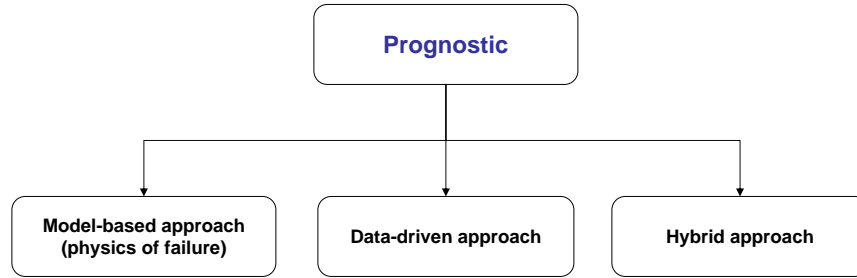 Prognostic
Model-based approach
(physics of failure)
Data-driven approach
Hybrid approach